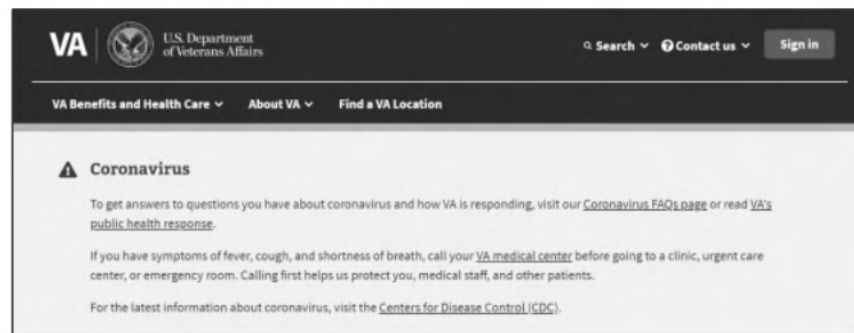 VA
U.S. Department
of Veterans Affairs
Search
Contact us
Sign in
VA Benefits and Health Care
About VA
Find a VA Location
Coronavirus
To get answers to questions you have about coronavirus and how VA is responding, visit our Coronavirus FAQs page or read VA's
public health response.
If you have symptoms of fever, cough, and shortness of breath, call your VA medical center before going to a clinic, urgent care
center, or emergency room. Calling first helps us protect you, medical staff, and other patients.
For the latest information about coronavirus, visit the Centers for Disease Control (CDC).